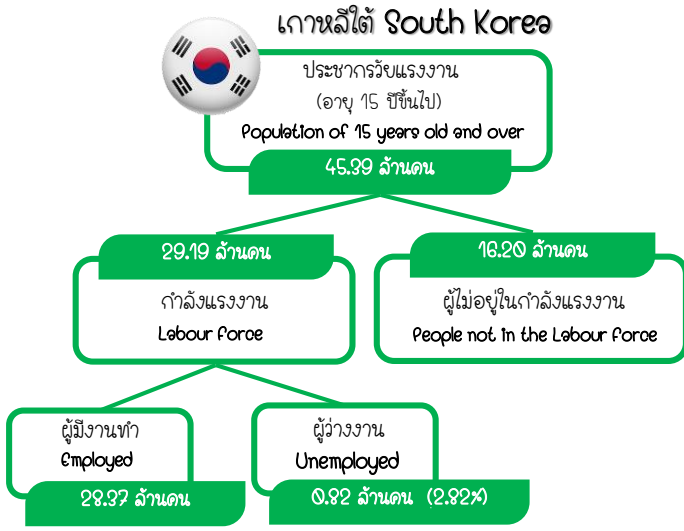 เกาหลีใต้ South Korea
ประชากรวัยแรงงาน
(อายุ 15 ปีขึ้นไป)
Population of 15 years old and over
45.39 ล้านคน
29.19 ล้านคน
กำลังแรงงาน
Labour Force
16.20 ล้านคน
ผู้ไม่อยู่ในกำลังแรงงาน
People not in the Labour Force
ผู้มีงานทำ
Employed
28.37 ล้านคน
ผู้ว่างงาน
Unemployed
0.82 ล้านคน (2.82%)